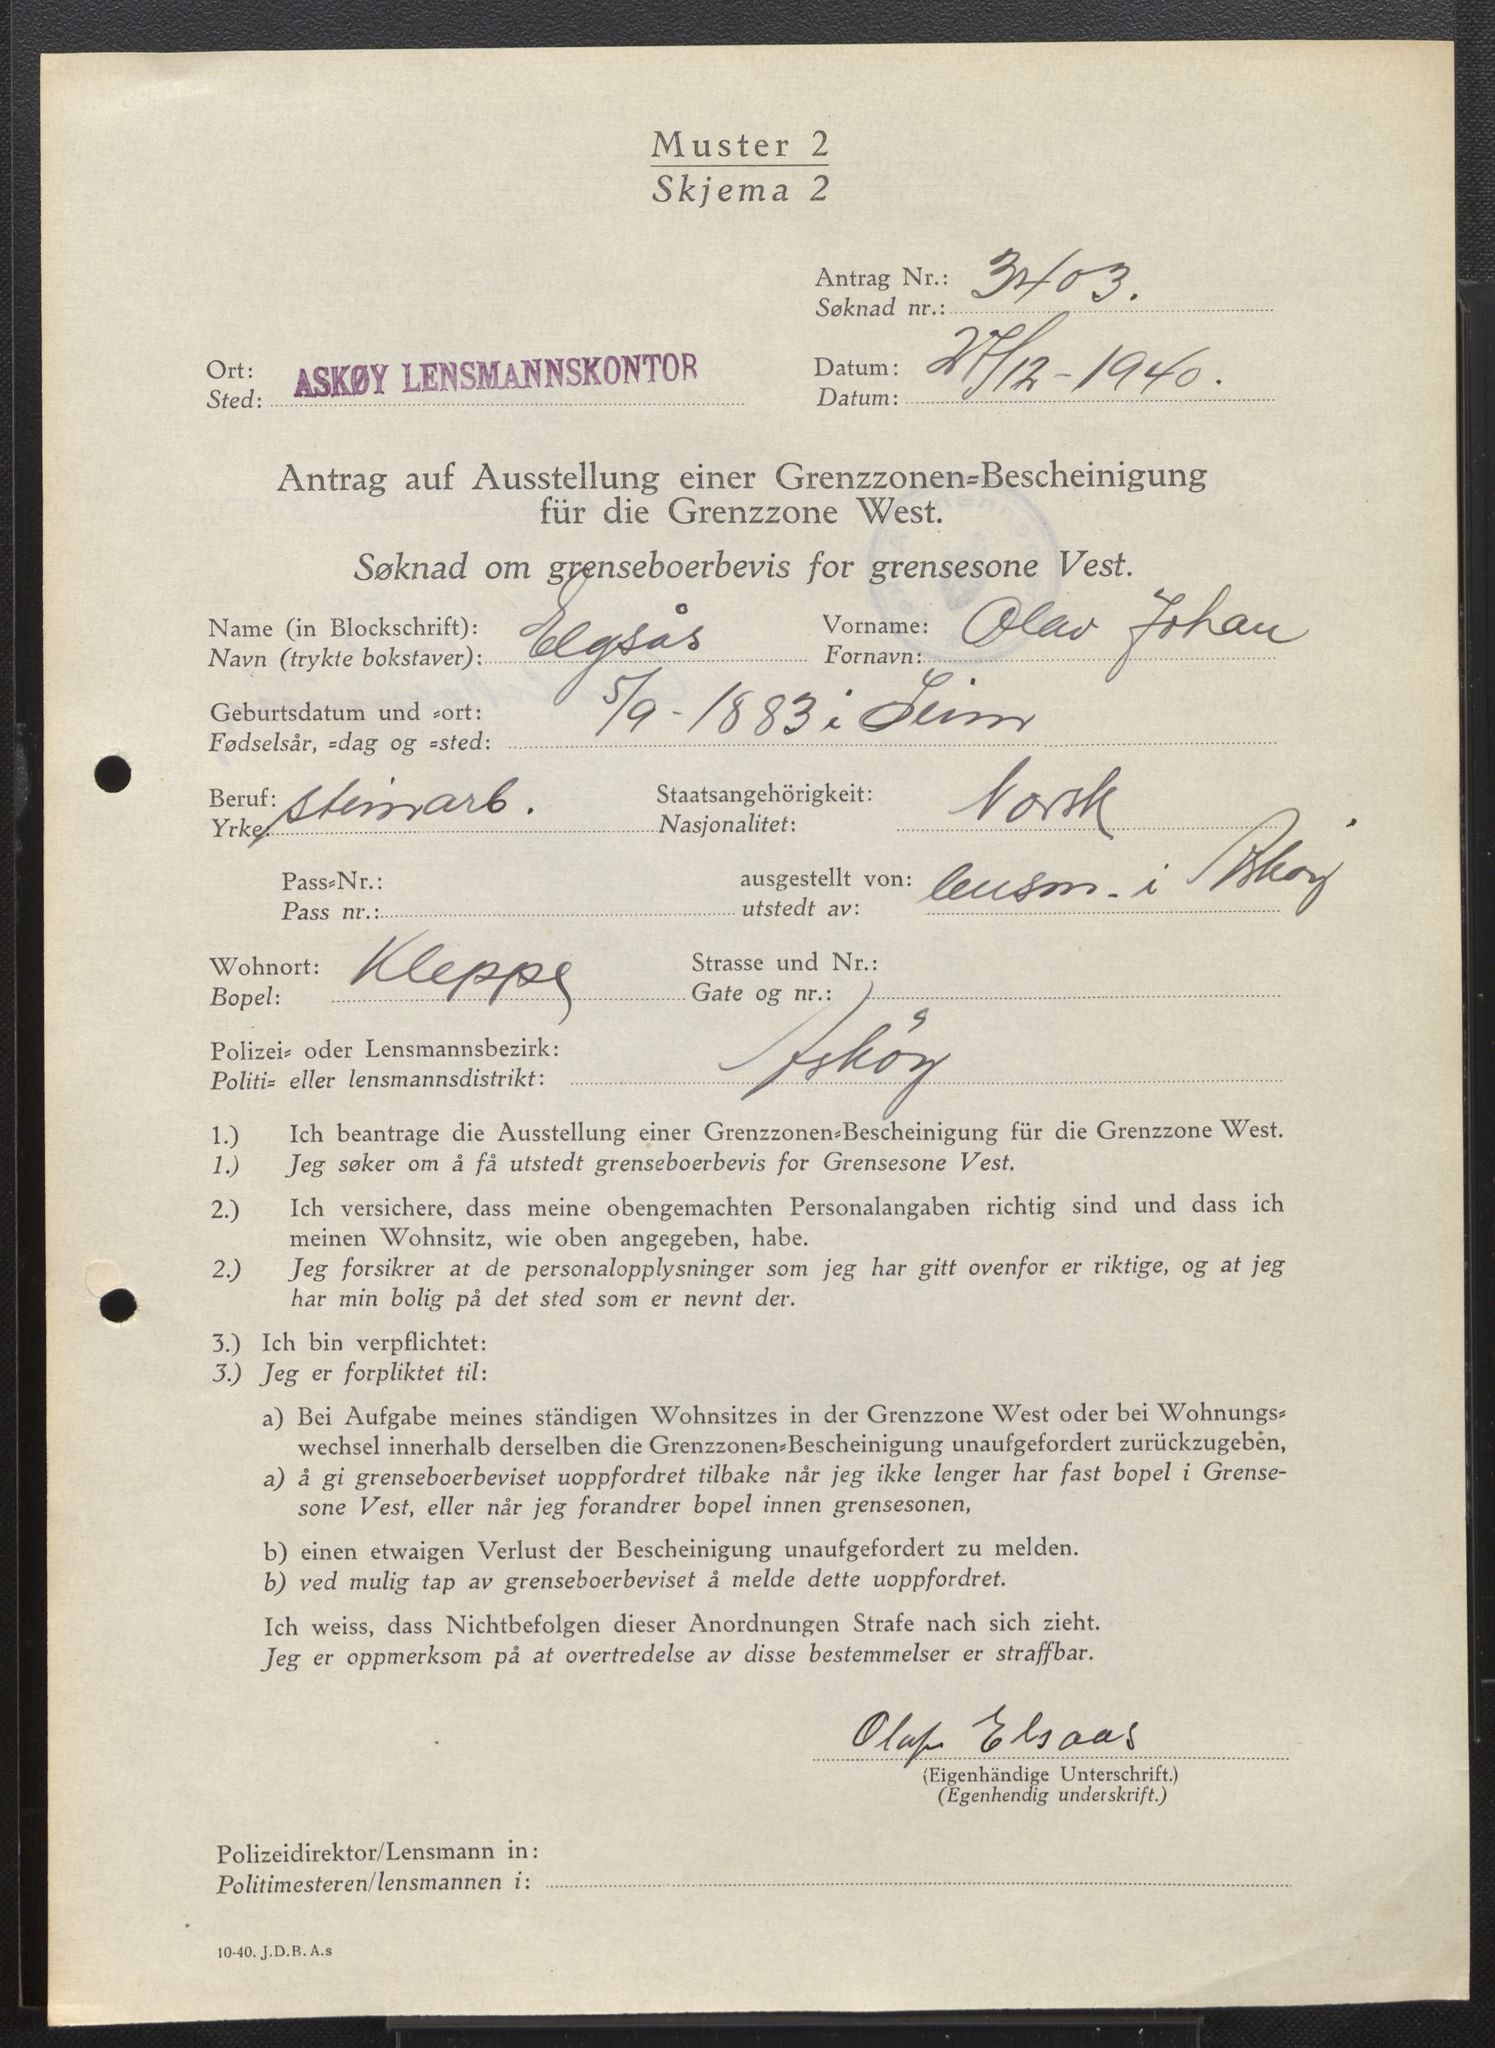 Muster 2
Skjema 2
Antrag Nr.: 3403.
Søknad nr.:
Ort: ASKØY LENSMANNSKONTOR
Sted:
Datum: 27/12-1940.
Datum:
Antrag auf Ausstellung einer Grenzzonen=Bescheinigung
für die Grenzzone West.
Søknad om grenseboerbevis for grensesone Vest.
Name (in Blockschrift): Elgsås Vorname: Olav Johan
Navn (trykte bokstaver): Fornavn:
Geburtsdatum und =ort: 5/9-1883 i Seim
Fødselsår, =dag og =sted:
Beruf: steinarb. Staatsangehörigkeit: Norsk
Yrke: Nasjonalitet:
Pass=Nr.: ausgestellt von: lensm. i Askøy
Pass nr.: utstedt av:
Wohnort: Kleppe Strasse und Nr.:
Bopel: Gate og nr.:
Polizei= oder Lensmannsbezirk: Askøy
Politi= eller lensmannsdistrikt:
1.) Ich beantrage die Ausstellung einer Grenzzonen=Bescheinigung für die Grenzzone West.
1.) Jeg søker om å få utstedt grenseboerbevis for Grensesone Vest.
2.) Ich versichere, dass meine obengemachten Personalangaben richtig sind und dass ich
meinen Wohnsitz, wie oben angegeben, habe.
2.) Jeg forsikrer at de personalopplysninger som jeg har gitt ovenfor er riktige, og at jeg
har min bolig på det sted som er nevnt der.
3.) Ich bin verpflichtet:
3.) Jeg er forpliktet til:
a) Bei Aufgabe meines ständigen Wohnsitzes in der Grenzzone West oder bei Wohnungs=
wechsel innerhalb derselben die Grenzzonen=Bescheinigung unaufgefordert zurückzugeben,
a) å gi grenseboerbeviset uoppfordret tilbake når jeg ikke lenger har fast bopel i Grense-
sone Vest, eller når jeg forandrer bopel innen grensesonen,
b) einen etwaigen Verlust der Bescheinigung unaufgefordert zu melden.
b) ved mulig tap av grenseboerbeviset å melde dette uoppfordret.
Ich weiss, dass Nichtbefolgen dieser Anordnungen Strafe nach sich zieht.
Jeg er oppmerksom på at overtredelse av disse bestemmelser er straffbar.
Olaf Elsaas
(Eigenhändige Unterschrift.)
(Egenhendig underskrift.)
Polizeidirektor/Lensmann in:
Politimesteren/lensmannen i:
10-40. J.D.B. A.s